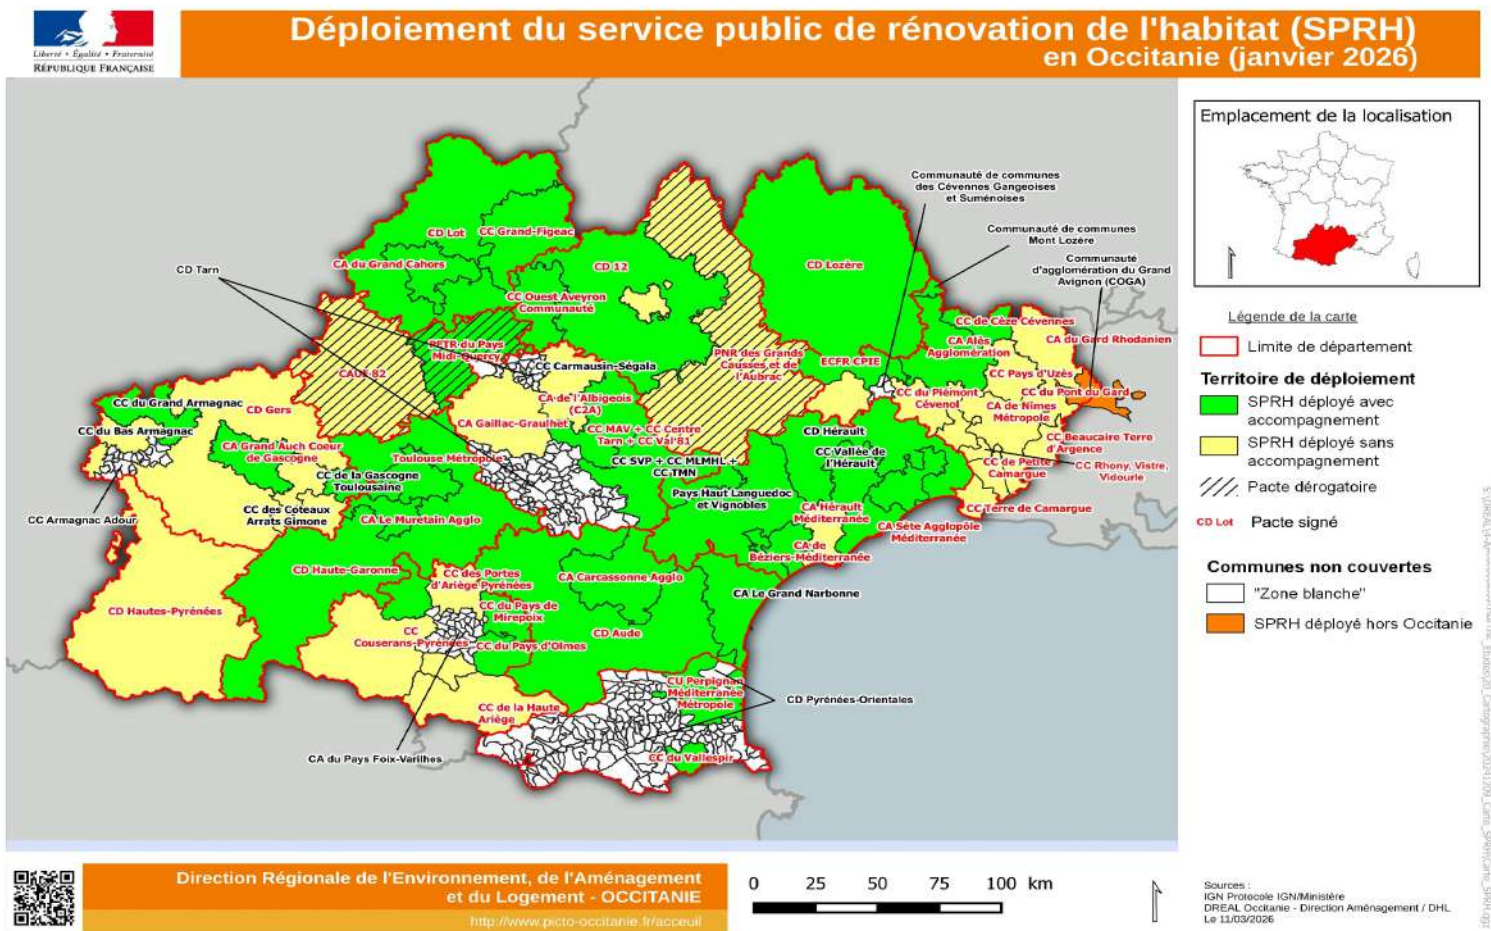 Liberté • Égalité • Fraternité
RÉPUBLIQUE FRANÇAISE
Déploiement du service public de rénovation de l'habitat (SPRH)
en Occitanie (janvier 2026)
Communauté de communes
des Cévennes Gangeoises
et Suménoises
Communauté de communes
Mont Lozère
Communauté
d'agglomération du Grand
Avignon (COGA)
CD Lot
CC Grand-Figeac
CA du Grand Cahors
CD Tarn
CD 12
CD Lozère
CC Ouest Aveyron
Communauté
CC de Cèze Cévennes
CA du Gard Rhodanien
CA Alès
Agglomération
PETR du Pays
Midi-Quercy
CAUE 82
CC Carmausin-Ségala
PNR des Grands
Causses et de
l'Aubrac
ECFR CPIE
CC Pays d'Uzès
CC du Pont du Gard
CC du Piémont
Cévenol
CA de Nîmes
Métropole
CC du Grand Armagnac
CD Gers
CC du Bas Armagnac
CA de l'Albigeois
(C2A)
CA Gaillac-Graulhet
CC MAV + CC Centre
Tarn + CC Val'81
CD Hérault
CC Vallée de
l'Hérault
CC Beaucaire Terre
d'Argence
CA Grand Auch Coeur
de Gascogne
Toulouse Métropole
CC SVP + CC MLMHL +
CC TMN
CC de Petite
Camargue
CC Rhony, Vistre,
Vidourle
CC de la Gascogne
Toulousaine
Pays Haut Languedoc
et Vignobles
CC Armagnac Adour
CC des Coteaux
Arrats Gimone
CA Le Muretain Agglo
CA Hérault
Méditerranée
CA Sète Agglopôle
Méditerranée
CC Terre de Camargue
CA de
Béziers-Méditerranée
CD Haute-Garonne
CC des Portes
d'Ariège Pyrénées
CA Carcassonne Agglo
CA Le Grand Narbonne
CD Hautes-Pyrénées
CC du Pays de
Mirepoix
CC
Couserans-Pyrénées
CC du Pays d'Olmes
CD Aude
CU Perpignan
Méditerranée
Métropole
CD Pyrénées-Orientales
CC de la Haute
Ariège
CA du Pays Foix-Varilhes
CC du Vallespir
Emplacement de la localisation
Légende de la carte
Limite de département
Territoire de déploiement
SPRH déployé avec
accompagnement
SPRH déployé sans
accompagnement
Pacte dérogatoire
CD Lot Pacte signé
Communes non couvertes
"Zone blanche"
SPRH déployé hors Occitanie
Direction Régionale de l'Environnement, de l'Aménagement
et du Logement - OCCITANIE
http://www.picto-occitanie.fr/acceuil
0 25 50 75 100 km
Sources :
IGN Protocole IGN/Ministère
DREAL Occitanie - Direction Aménagement / DHL
Le 11/03/2026